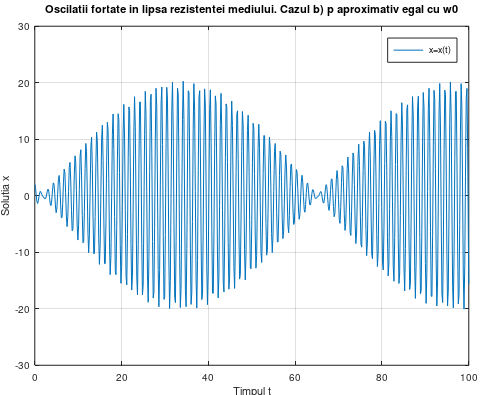 Oscilatii fortate in lipsa rezistentei mediului. Cazul b) p aproximativ egal cu w0
30
x=x(t)
20
10
Solutia x
0
-10
-20
-30
0 20 40 60 80 100
Timpul t